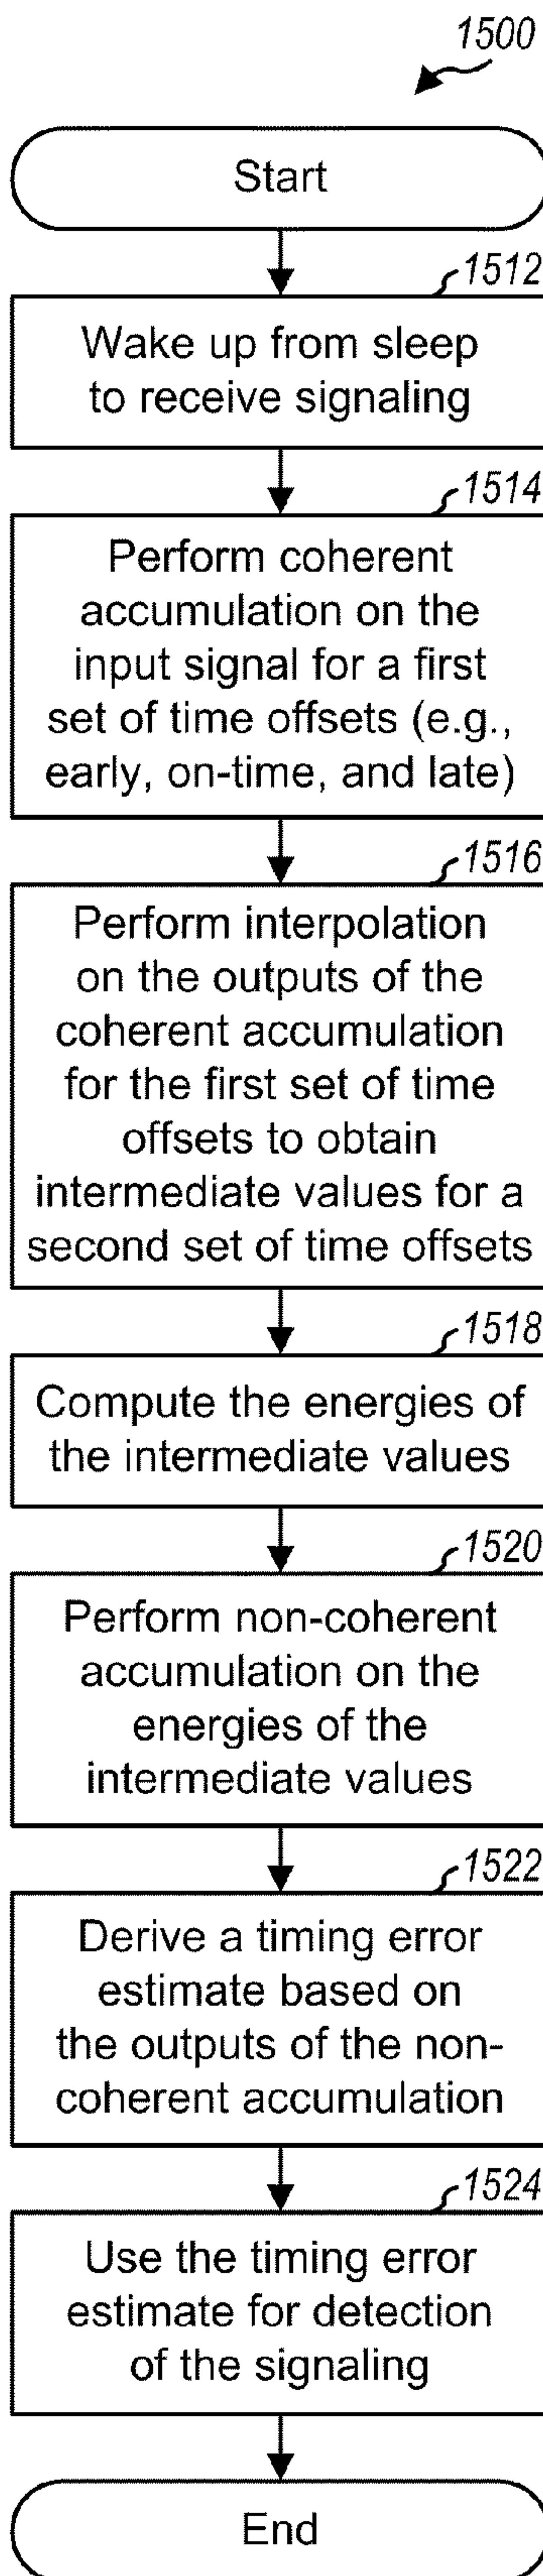 1500
Start
1512
Wake up from sleep
to receive signaling
1514
Perform coherent
accumulation on the
input signal for a first
set of time offsets (e.g.,
early, on-time, and late)
1516
Perform interpolation
on the outputs of the
coherent accumulation
for the first set of time
offsets to obtain
intermediate values for a
second set of time offsets
1518
Compute the energies of
the intermediate values
1520
Perform non-coherent
accumulation on the
energies of the
intermediate values
1522
Derive a timing error
estimate based on
the outputs of the non-
coherent accumulation
1524
Use the timing error
estimate for detection
of the signaling
End